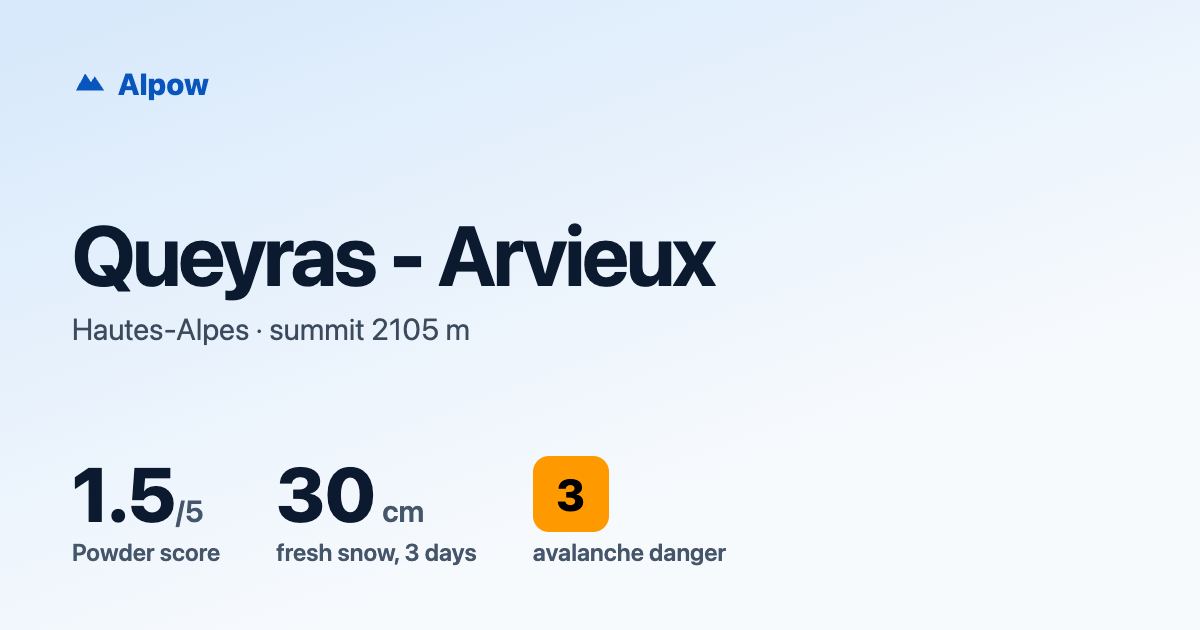 Alpow
Queyras - Arvieux
Hautes-Alpes · summit 2105 m
1.5/5
Powder score
30 cm
fresh snow, 3 days
3
avalanche danger